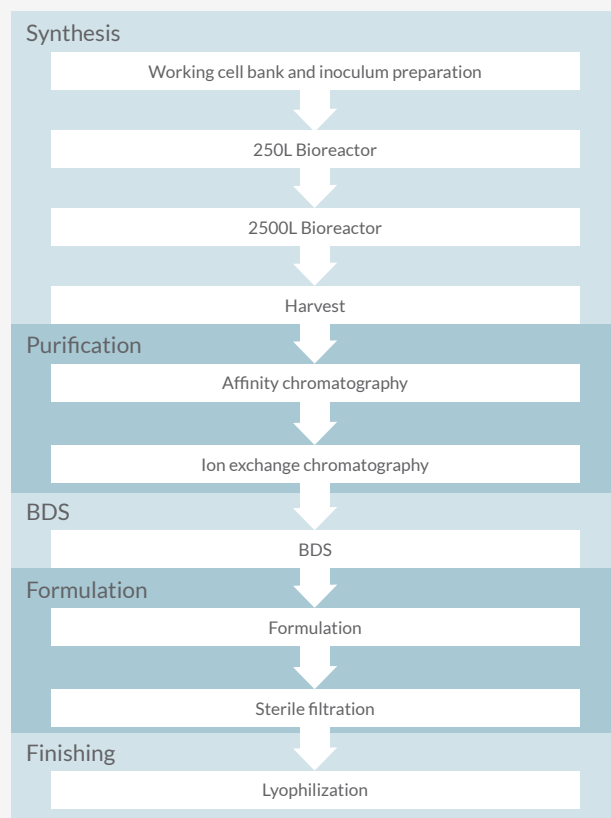 Synthesis
Working cell bank and inoculum preparation
250L Bioreactor
2500L Bioreactor
Harvest
Purification
Affinity chromatography
Ion exchange chromatography
BDS
BDS
Formulation
Formulation
Sterile filtration
Finishing
Lyophilization